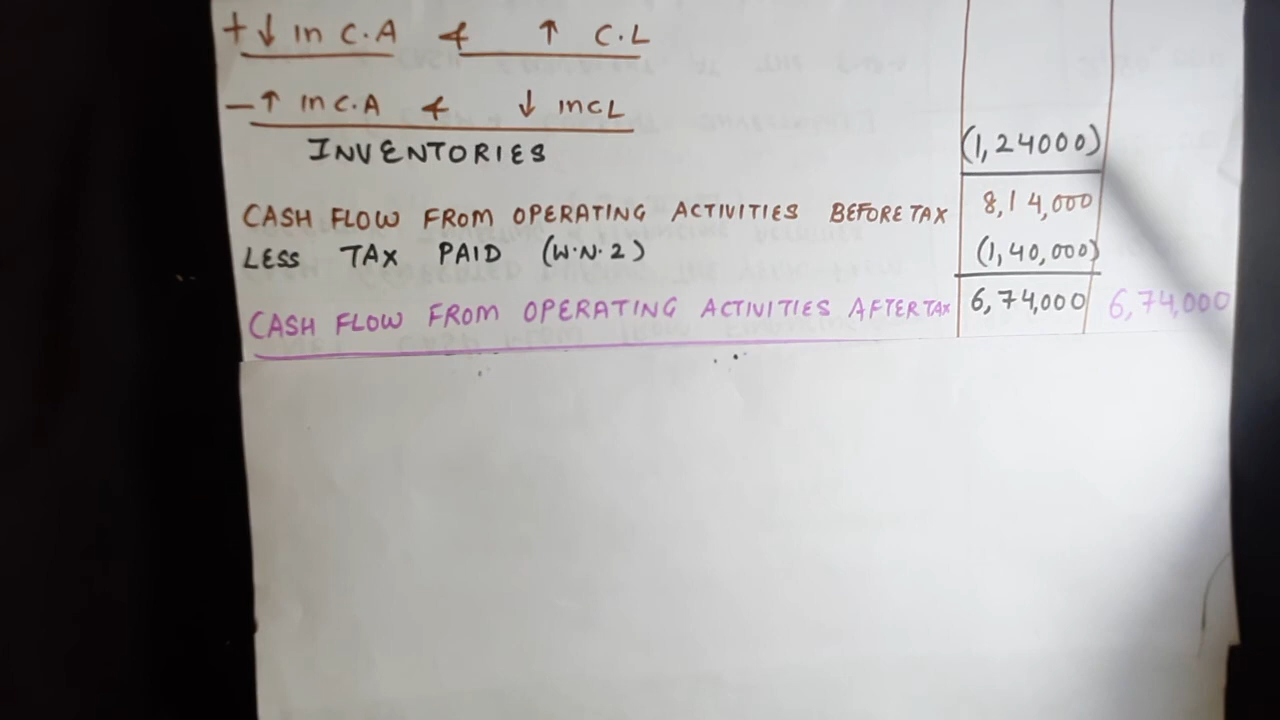 +↓ in C.A & ↑ C.L
-↑ in C.A & ↓ in CL
INVENTORIES (1,24000)
CASH FLOW FROM OPERATING ACTIVITIES BEFORE TAX 8,14,000
LESS TAX PAID (W.N.2) (1,40,000)
CASH FLOW FROM OPERATING ACTIVITIES AFTER TAX 6,74,000 6,74,000